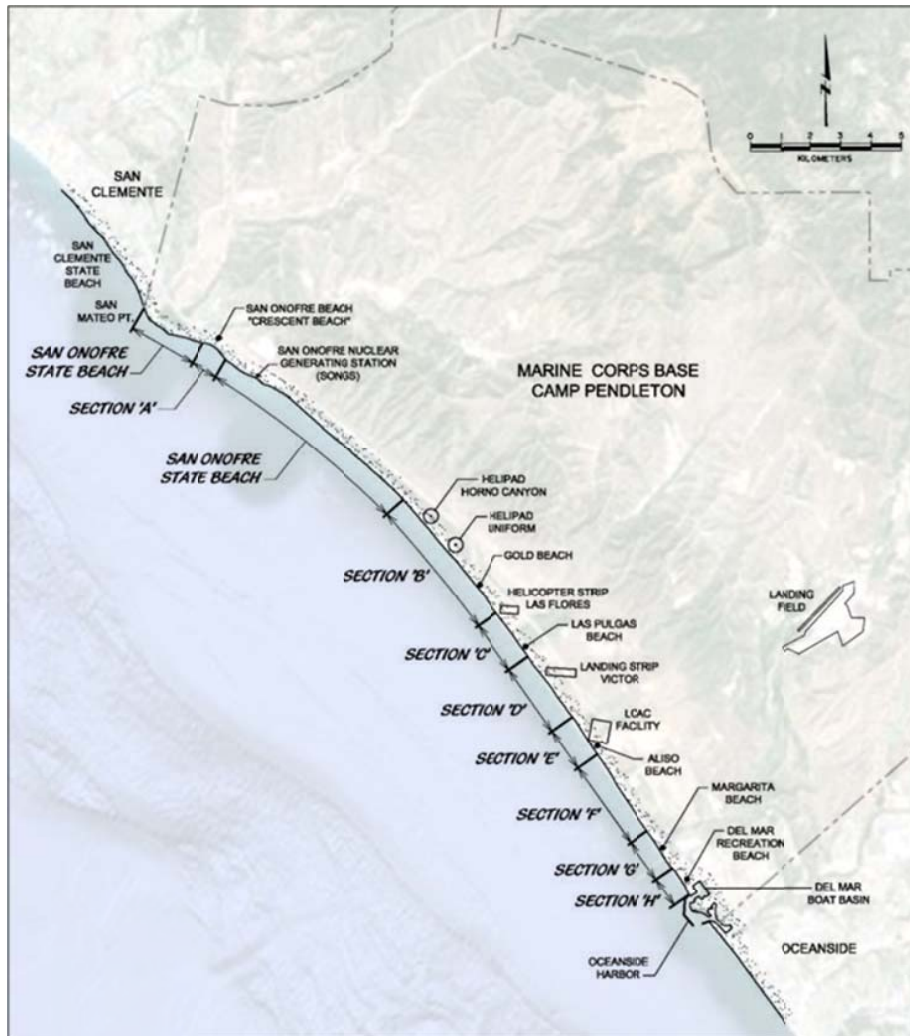 N
0 1 2 3 4 5
KILOMETERS
SAN
CLEMENTE
SAN
CLEMENTE
STATE
BEACH
SAN
MATEO PT.
SAN ONOFRE BEACH
"CRESCENT BEACH"
SAN ONOFRE
STATE BEACH
SAN ONOFRE NUCLEAR
GENERATING STATION
(SONGS)
MARINE CORPS BASE
CAMP PENDLETON
SECTION 'A'
SAN ONOFRE
STATE BEACH
HELIPAD
HORNO CANYON
HELIPAD
UNIFORM
GOLD BEACH
SECTION 'B'
HELICOPTER STRIP
LAS FLORES
LANDING
FIELD
LAS PULGAS
BEACH
SECTION 'C'
LANDING STRIP
VICTOR
SECTION 'D'
LCAC
FACILITY
SECTION 'E'
ALISO
BEACH
MARGARITA
BEACH
SECTION 'F'
DEL MAR
RECREATION
BEACH
SECTION 'G'
DEL MAR
BOAT BASIN
SECTION 'H'
OCEANSIDE
OCEANSIDE
HARBOR